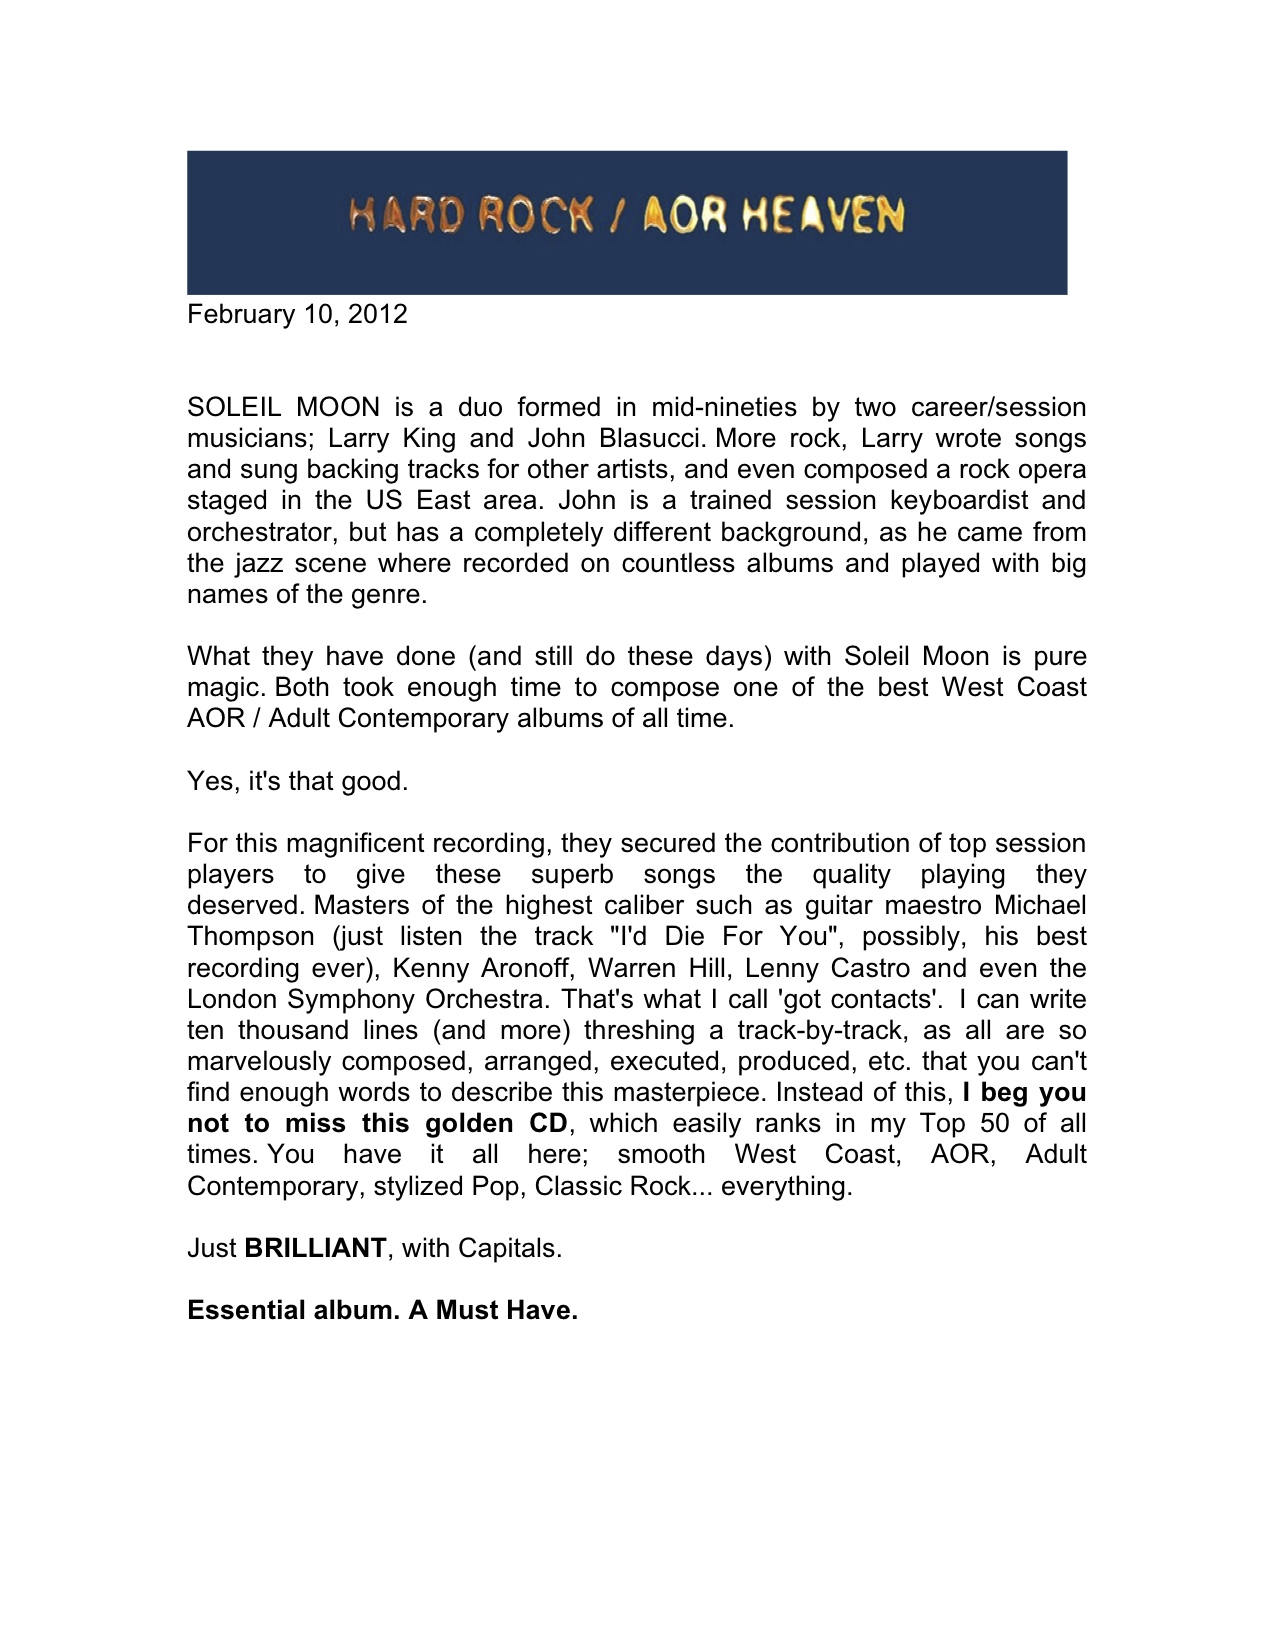 HARD ROCK / AOR HEAVEN
February 10, 2012
SOLEIL MOON is a duo formed in mid-nineties by two career/session
musicians; Larry King and John Blasucci. More rock, Larry wrote songs
and sung backing tracks for other artists, and even composed a rock opera
staged in the US East area. John is a trained session keyboardist and
orchestrator, but has a completely different background, as he came from
the jazz scene where recorded on countless albums and played with big
names of the genre.
What they have done (and still do these days) with Soleil Moon is pure
magic. Both took enough time to compose one of the best West Coast
AOR / Adult Contemporary albums of all time.
Yes, it's that good.
For this magnificent recording, they secured the contribution of top session
players to give these superb songs the quality playing they
deserved. Masters of the highest caliber such as guitar maestro Michael
Thompson (just listen the track "I'd Die For You", possibly, his best
recording ever), Kenny Aronoff, Warren Hill, Lenny Castro and even the
London Symphony Orchestra. That's what I call 'got contacts'. I can write
ten thousand lines (and more) threshing a track-by-track, as all are so
marvelously composed, arranged, executed, produced, etc. that you can't
find enough words to describe this masterpiece. Instead of this, I beg you
not to miss this golden CD, which easily ranks in my Top 50 of all
times. You have it all here; smooth West Coast, AOR, Adult
Contemporary, stylized Pop, Classic Rock... everything.
Just BRILLIANT, with Capitals.
Essential album. A Must Have.